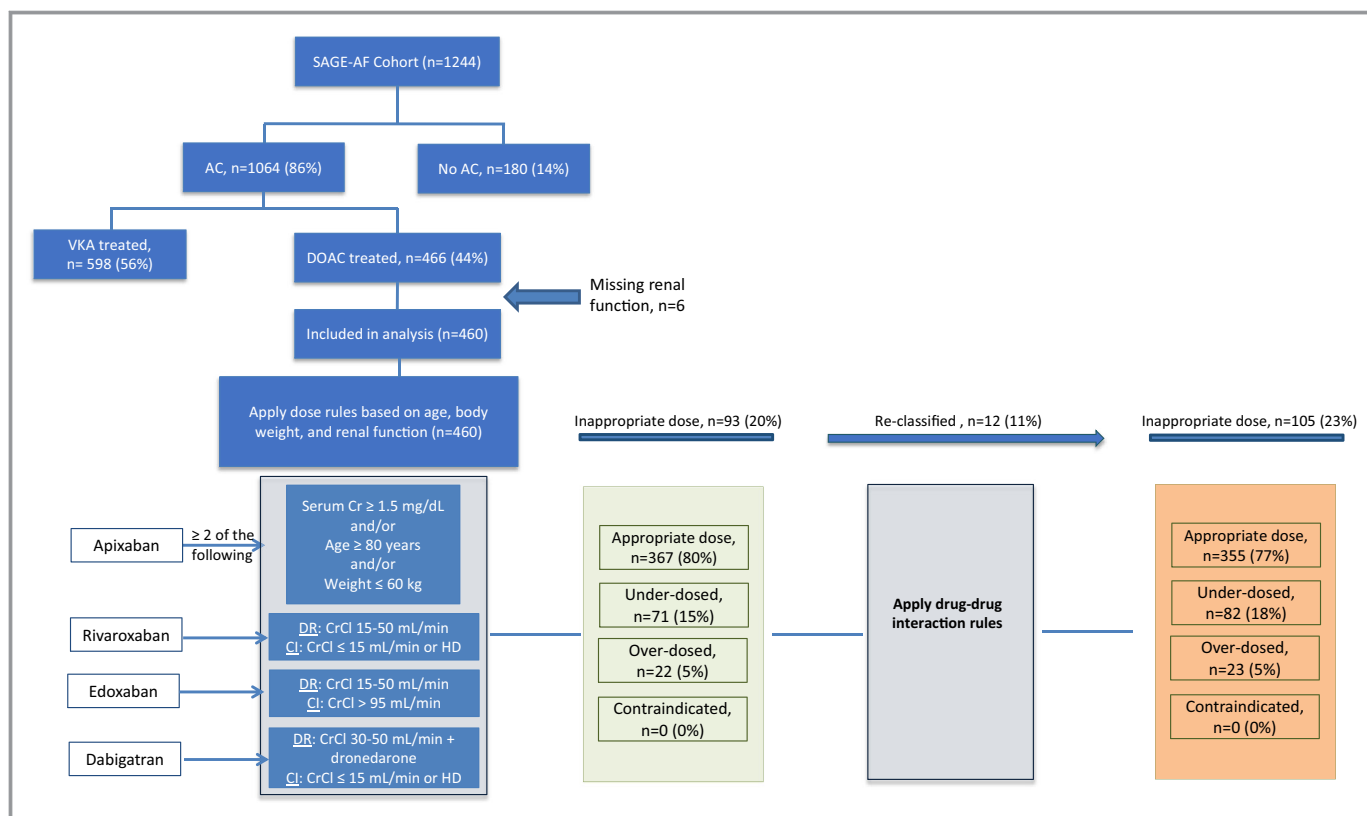 SAGE-AF Cohort (n=1244)
AC, n=1064 (86%)
No AC, n=180 (14%)
VKA treated,
n= 598 (56%)
DOAC treated, n=466 (44%)
Missing renal
function, n=6
Included in analysis (n=460)
Apply dose rules based on age, body
weight, and renal function (n=460)
Inappropriate dose, n=93 (20%)
Re-classified , n=12 (11%)
Inappropriate dose, n=105 (23%)
Apixaban
≥ 2 of the
following
Serum Cr ≥ 1.5 mg/dL
and/or
Age ≥ 80 years
and/or
Weight ≤ 60 kg
Rivaroxaban
DR: CrCl 15-50 mL/min
CI: CrCl ≤ 15 mL/min or HD
Edoxaban
DR: CrCl 15-50 mL/min
CI: CrCl > 95 mL/min
Dabigatran
DR: CrCl 30-50 mL/min +
dronedarone
CI: CrCl ≤ 15 mL/min or HD
Appropriate dose,
n=367 (80%)
Under-dosed,
n=71 (15%)
Over-dosed,
n=22 (5%)
Contraindicated,
n=0 (0%)
Apply drug-drug
interaction rules
Appropriate dose,
n=355 (77%)
Under-dosed,
n=82 (18%)
Over-dosed,
n=23 (5%)
Contraindicated,
n=0 (0%)